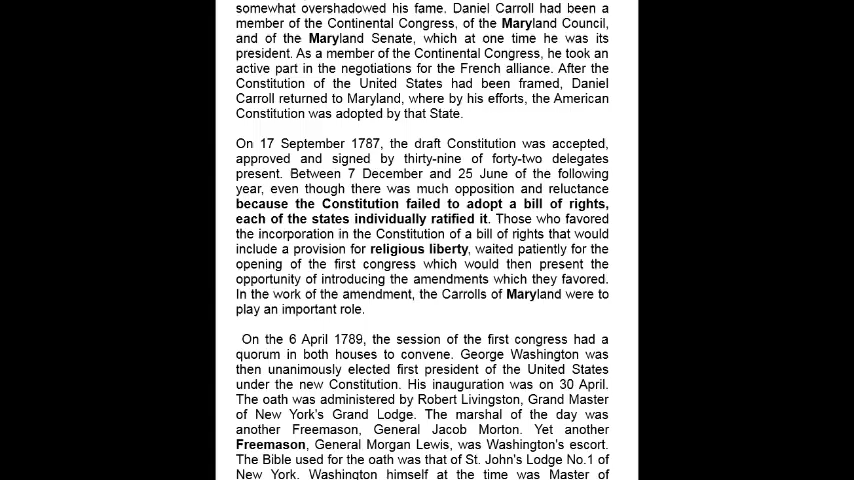 somewhat overshadowed his fame. Daniel Carroll had been a
member of the Continental Congress, of the Maryland Council,
and of the Maryland Senate, which at one time he was its
president. As a member of the Continental Congress, he took an
active part in the negotiations for the French alliance. After the
Constitution of the United States had been framed, Daniel
Carroll returned to Maryland, where by his efforts, the American
Constitution was adopted by that State.
On 17 September 1787, the draft Constitution was accepted,
approved and signed by thirty-nine of forty-two delegates
present. Between 7 December and 25 June of the following
year, even though there was much opposition and reluctance
because the Constitution failed to adopt a bill of rights,
each of the states individually ratified it. Those who favored
the incorporation in the Constitution of a bill of rights that would
include a provision for religious liberty, waited patiently for the
opening of the first congress which would then present the
opportunity of introducing the amendments which they favored.
In the work of the amendment, the Carrolls of Maryland were to
play an important role.
On the 6 April 1789, the session of the first congress had a
quorum in both houses to convene. George Washington was
then unanimously elected first president of the United States
under the new Constitution. His inauguration was on 30 April.
The oath was administered by Robert Livingston, Grand Master
of New York's Grand Lodge. The marshal of the day was
another Freemason, General Jacob Morton. Yet another
Freemason, General Morgan Lewis, was Washington's escort.
The Bible used for the oath was that of St. John's Lodge No.1 of
New York. Washington himself at the time was Master of